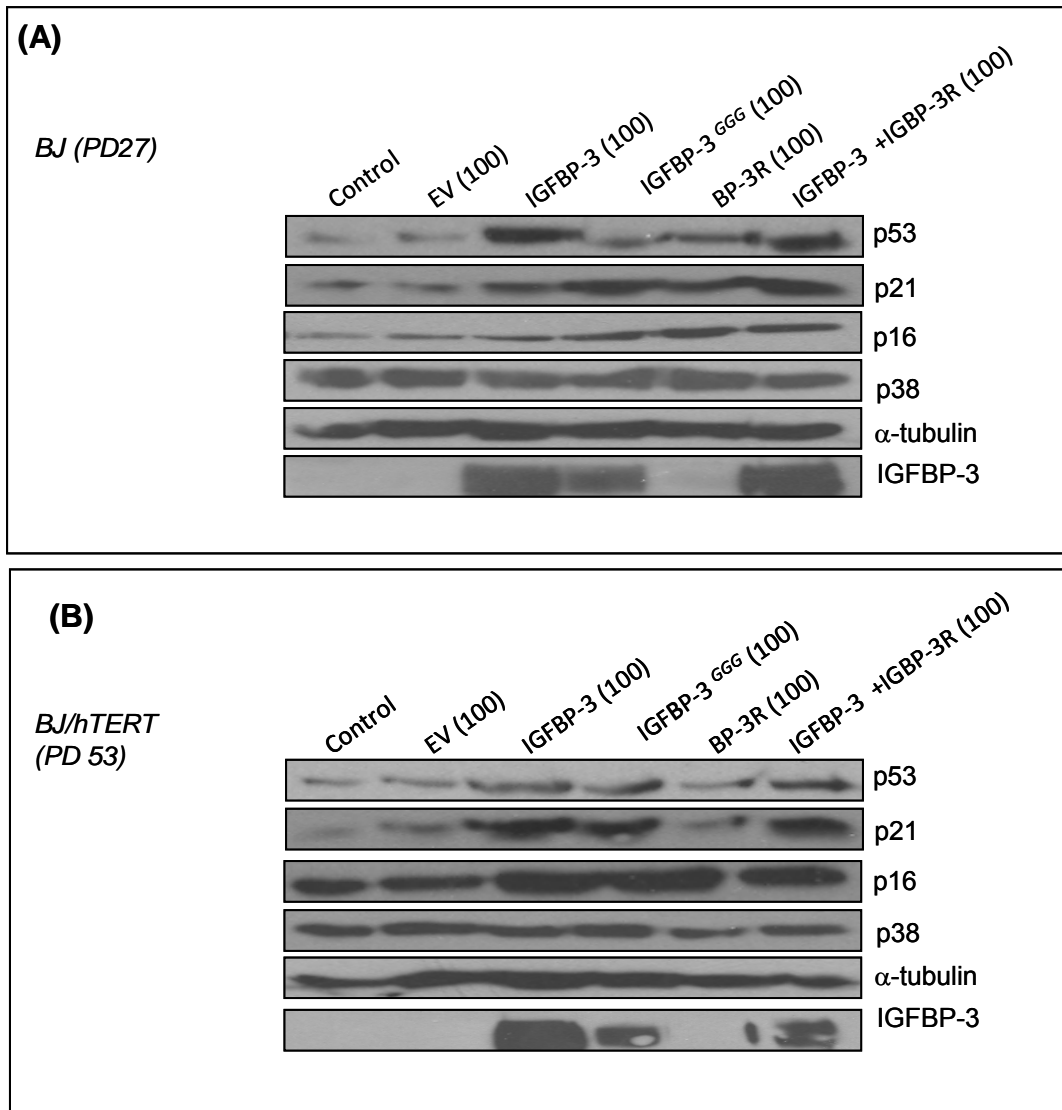 (A)
BJ (PD27)
Control
EV (100)
IGFBP-3 (100)
IGFBP-3 GGG (100)
BP-3R (100)
IGFBP-3 +IGBP-3R (100)
p53
p21
p16
p38
α-tubulin
IGFBP-3
(B)
BJ/hTERT
(PD 53)
Control
EV (100)
IGFBP-3 (100)
IGFBP-3 GGG (100)
BP-3R (100)
IGFBP-3 +IGBP-3R (100)
p53
p21
p16
p38
α-tubulin
IGFBP-3